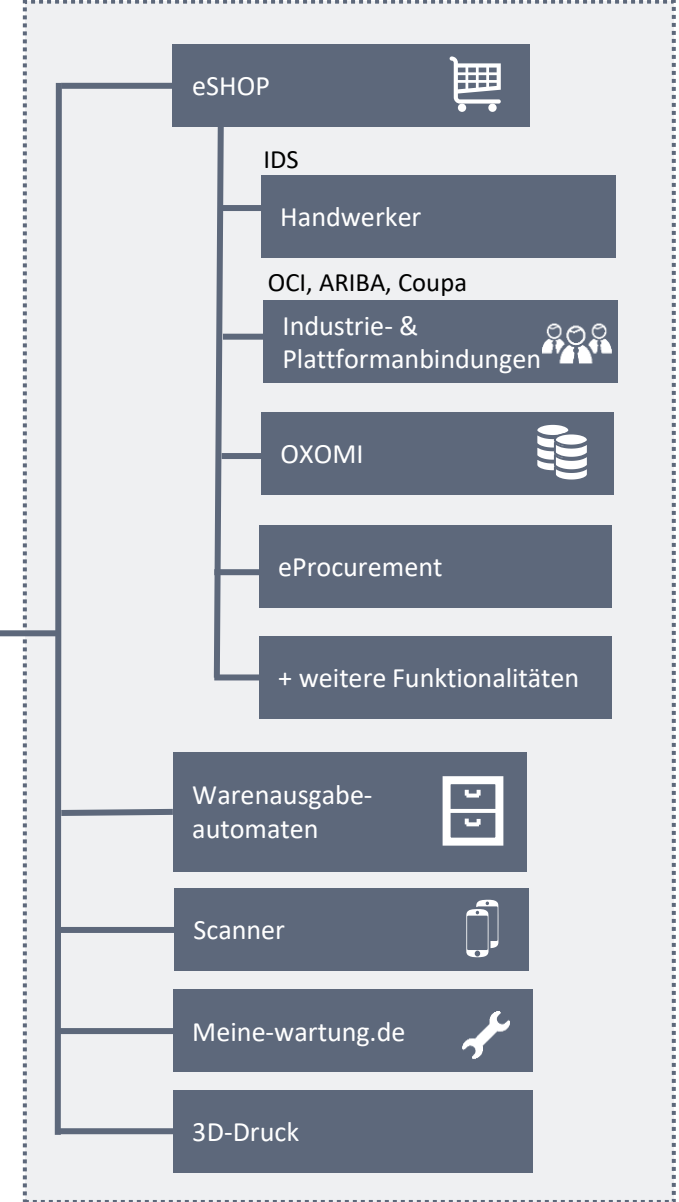 eSHOP
IDS
Handwerker
OCI, ARIBA, Coupa
Industrie- &
Plattformanbindungen
OXOMI
eProcurement
+ weitere Funktionalitäten
Warenausgabe-
automaten
Scanner
Meine-wartung.de
3D-Druck